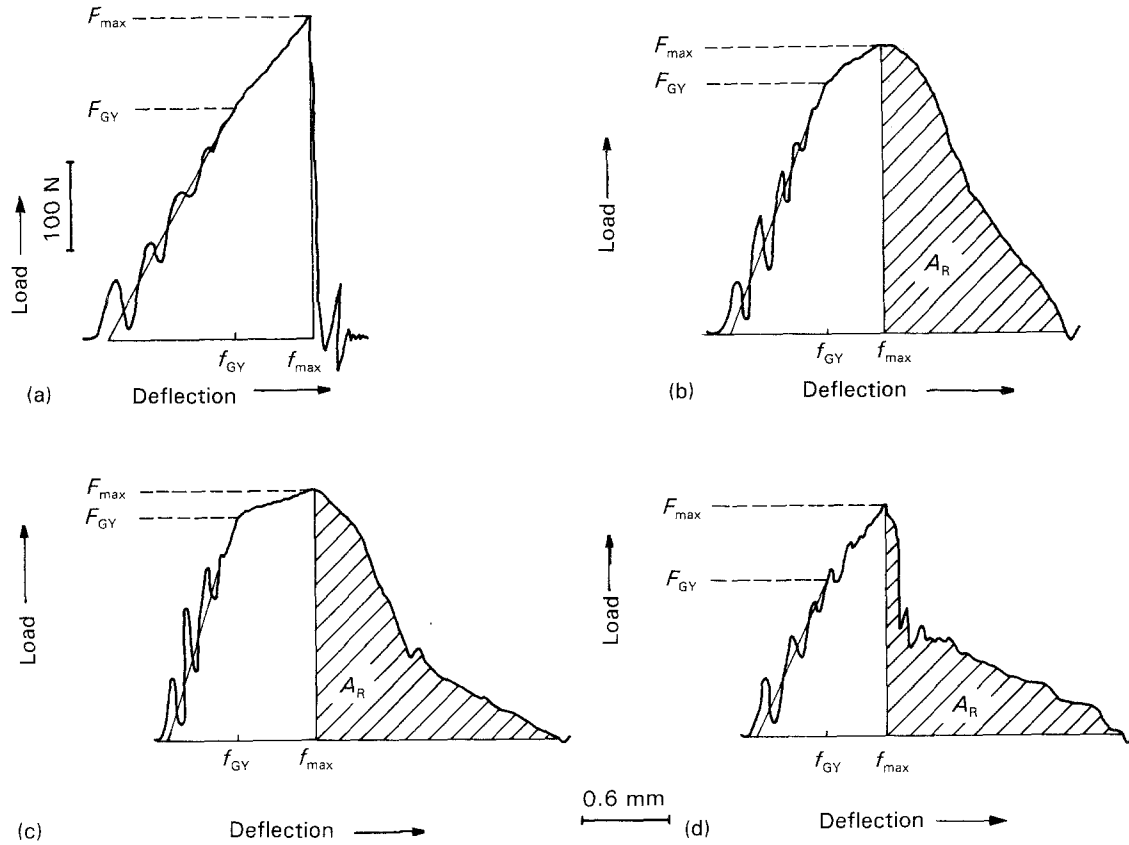 F_max
F_GY
100 N
Load
f_GY f_max
(a) Deflection
F_max
F_GY
Load
A_R
f_GY f_max
(b) Deflection
F_max
F_GY
Load
A_R
f_GY f_max
(c) Deflection
0.6 mm
F_max
F_GY
Load
A_R
f_GY f_max
(d) Deflection